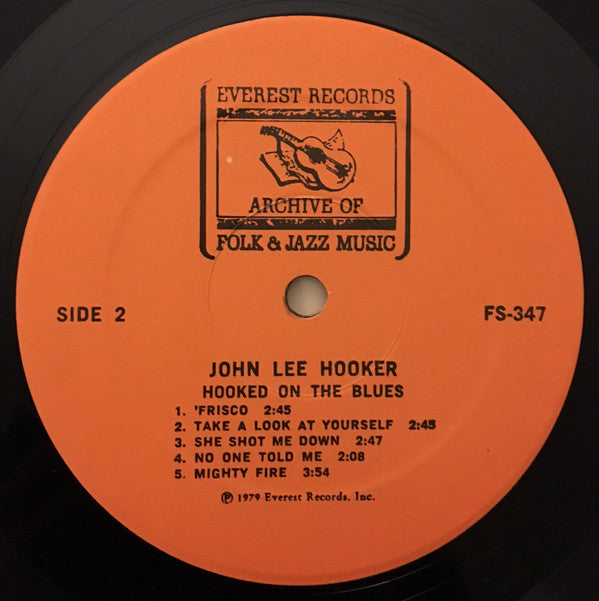 EVEREST RECORDS
ARCHIVE OF
FOLK & JAZZ MUSIC
SIDE 2
FS-347
JOHN LEE HOOKER
HOOKED ON THE BLUES
1. 'FRISCO 2:45
2. TAKE A LOOK AT YOURSELF 2:45
3. SHE SHOT ME DOWN 2:47
4. NO ONE TOLD ME 2:08
5. MIGHTY FIRE 3:54
℗ 1979 Everest Records, Inc.